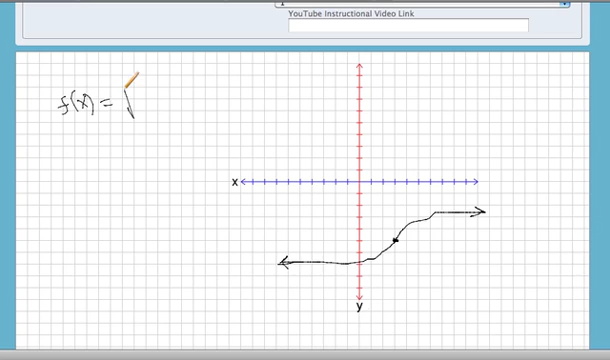 YouTube Instructional Video Link
f(x) =
x
y